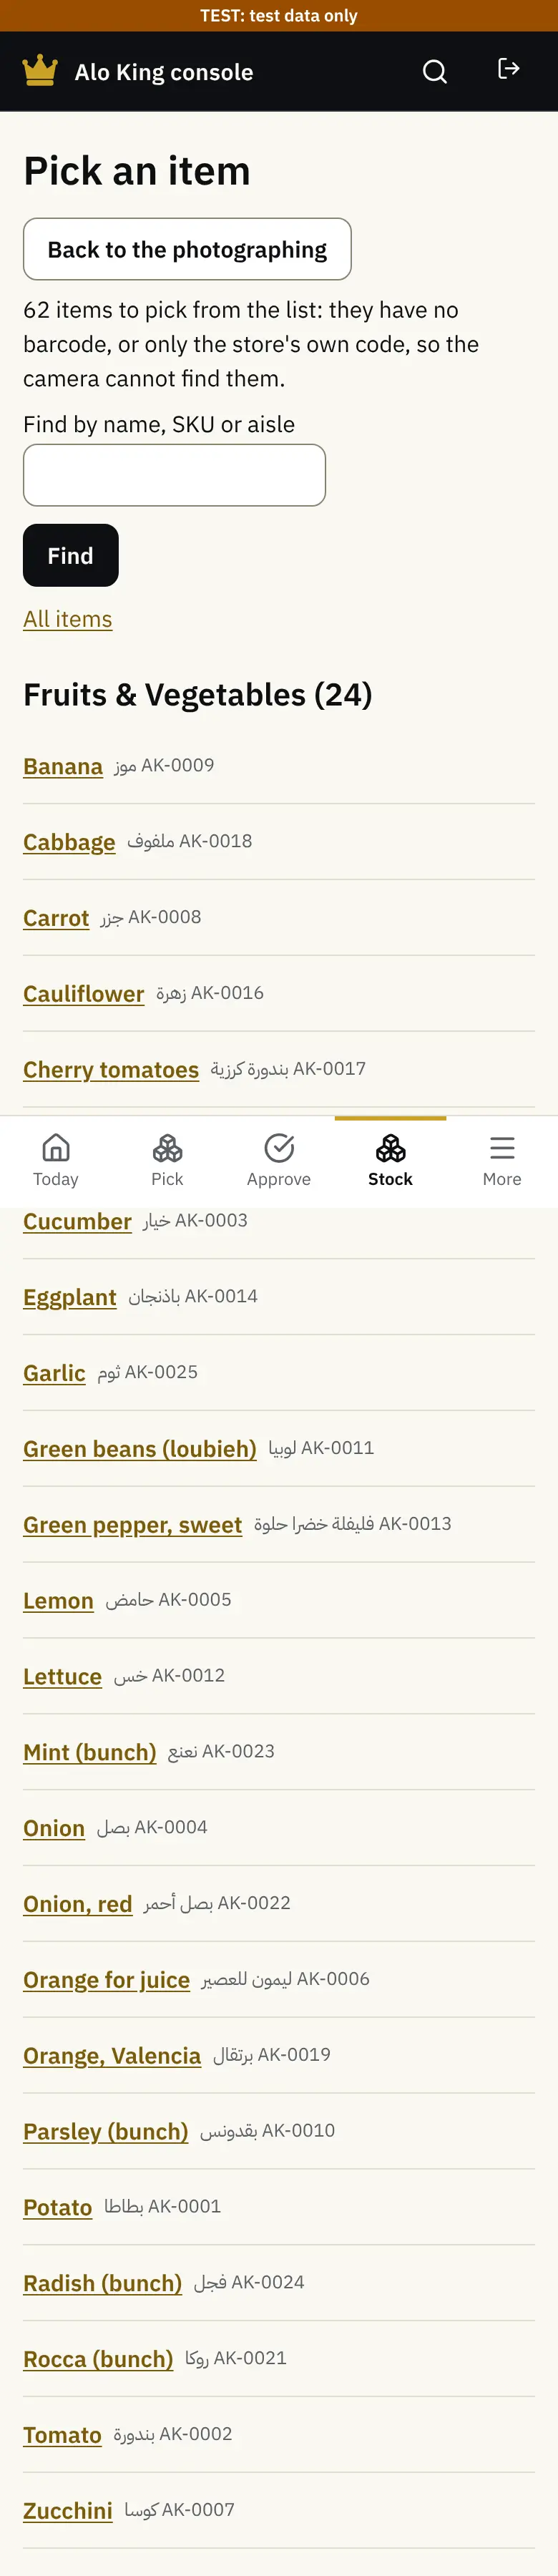 TEST: test data only
Alo King console
Pick an item
Back to the photographing
62 items to pick from the list: they have no
barcode, or only the store's own code, so the
camera cannot find them.
Find by name, SKU or aisle
Find
All items
Fruits & Vegetables (24)
Banana موز AK-0009
Cabbage ملفوف AK-0018
Carrot جزر AK-0008
Cauliflower زهرة AK-0016
Cherry tomatoes بندورة كرزية AK-0017
Today Pick Approve Stock More
Cucumber خيار AK-0003
Eggplant باذنجان AK-0014
Garlic ثوم AK-0025
Green beans (loubieh) لوبيا AK-0011
Green pepper, sweet فليفلة خضرا حلوة AK-0013
Lemon حامض AK-0005
Lettuce خس AK-0012
Mint (bunch) نعنع AK-0023
Onion بصل AK-0004
Onion, red بصل أحمر AK-0022
Orange for juice ليمون للعصير AK-0006
Orange, Valencia برتقال AK-0019
Parsley (bunch) بقدونس AK-0010
Potato بطاطا AK-0001
Radish (bunch) فجل AK-0024
Rocca (bunch) روكا AK-0021
Tomato بندورة AK-0002
Zucchini كوسا AK-0007